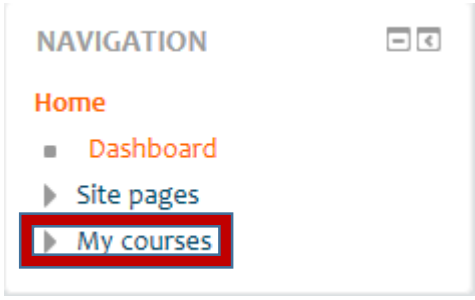 NAVIGATION
Home
Dashboard
Site pages
My courses